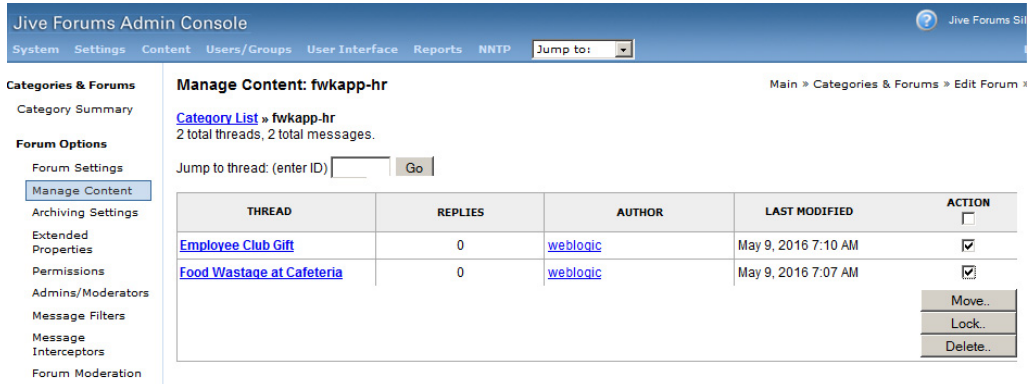 Jive Forums Admin Console
? Jive Forums Sil
System Settings Content Users/Groups User Interface Reports NNTP Jump to:
Categories & Forums
Category Summary
Forum Options
Forum Settings
Manage Content
Archiving Settings
Extended
Properties
Permissions
Admins/Moderators
Message Filters
Message
Interceptors
Forum Moderation
Manage Content: fwkapp-hr
Main » Categories & Forums » Edit Forum »
Category List » fwkapp-hr
2 total threads, 2 total messages.
Jump to thread: (enter ID) Go
THREAD REPLIES AUTHOR LAST MODIFIED ACTION
Employee Club Gift 0 weblogic May 9, 2016 7:10 AM
Food Wastage at Cafeteria 0 weblogic May 9, 2016 7:07 AM
Move..
Lock..
Delete..